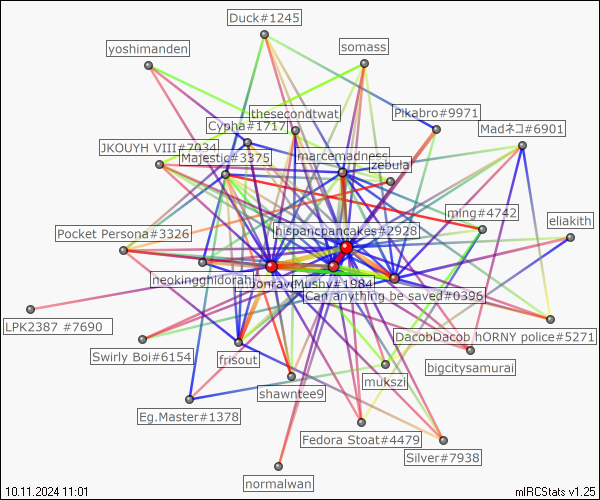 Duck#1245
somass
yoshimanden
thesecondtwat
Pikabro#9971
Cypha#1717
Madネコ#6901
JKOUYH VIII#7034
Majestic#3375
marcemadness
zebula
ming#4742
eliakith
Pocket Persona#3326
hispancpancakes#2928
neokingghidorah
Mushy#1984
Can anything be saved#0396
LPK2387 #7690
DacobDacob hORNY police#5271
Swirly Boi#6154
frisout
bigcitysamurai
mukszi
shawntee9
Eg.Master#1378
Fedora Stoat#4479
Silver#7938
normalwan
10.11.2024 11:01
mIRCStats v1.25